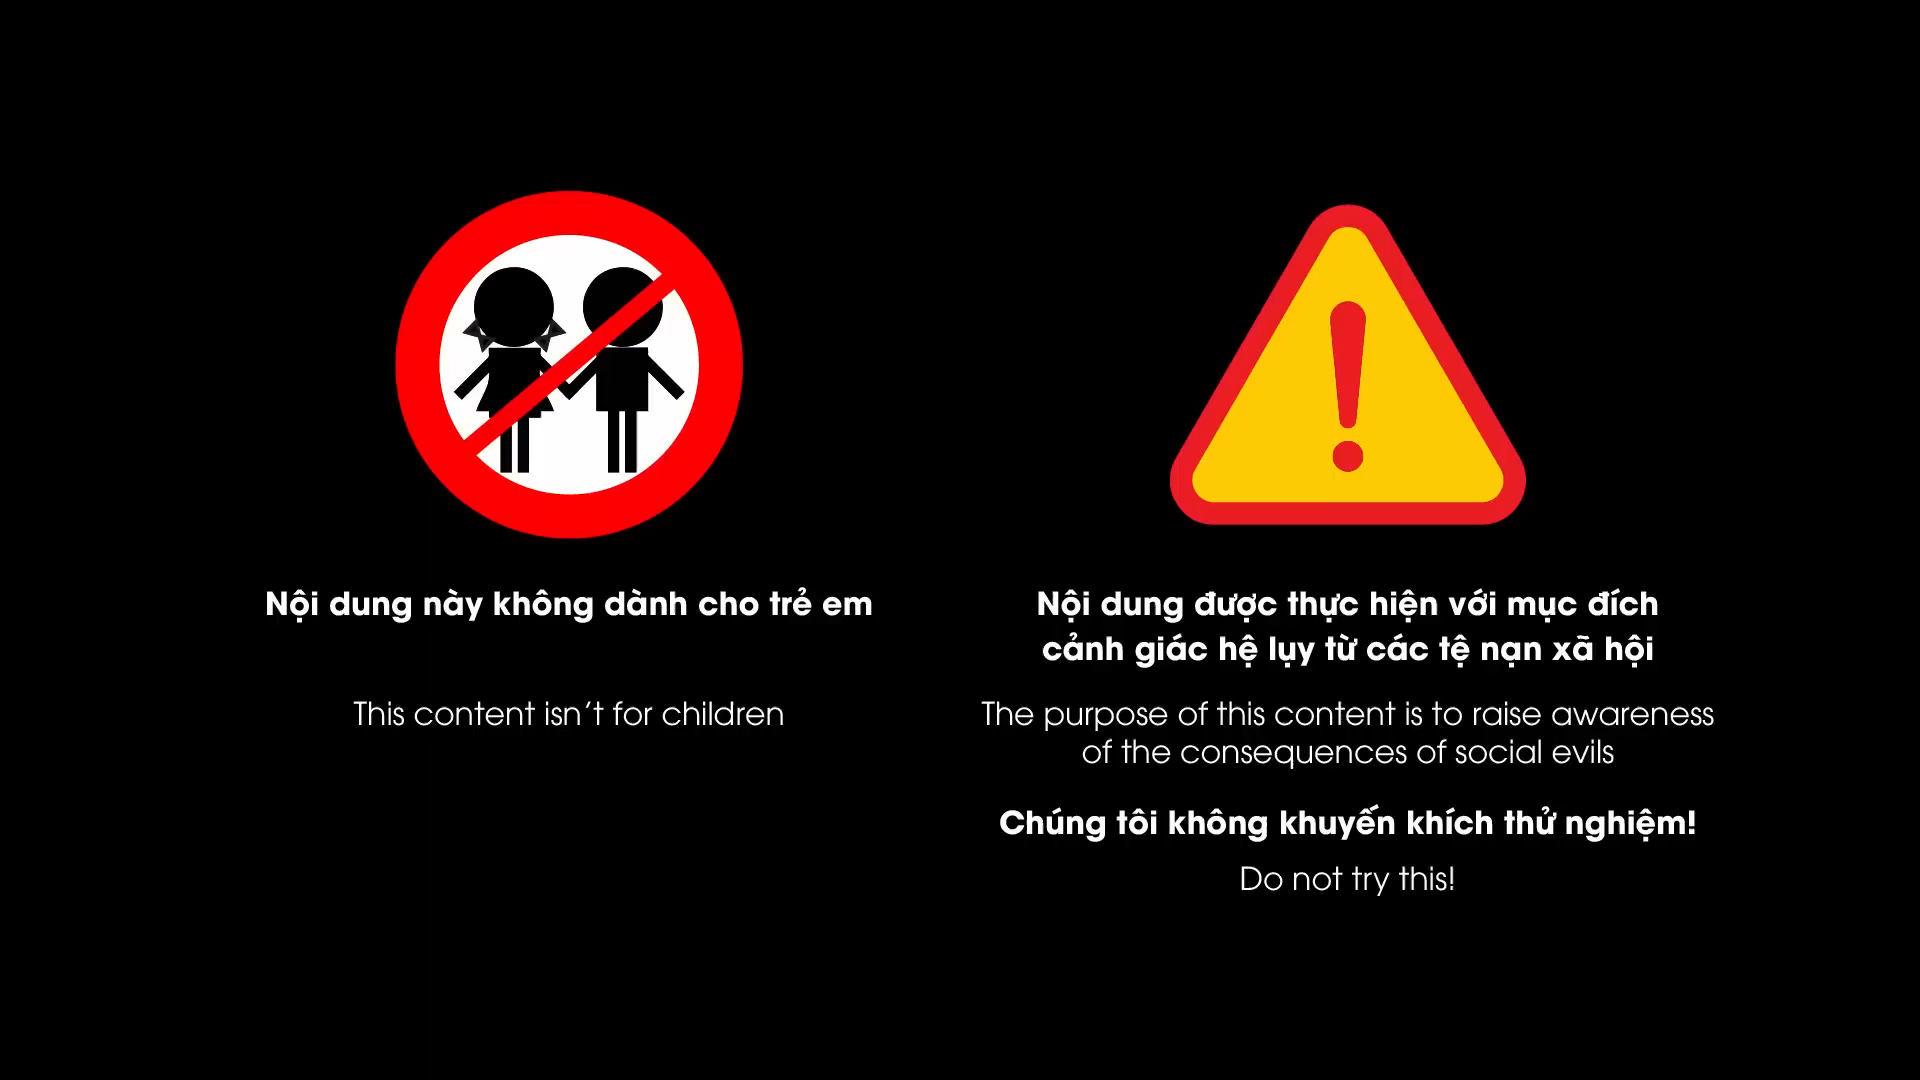 Nội dung này không dành cho trẻ em
This content isn't for children
Nội dung được thực hiện với mục đích
cảnh giác hệ lụy từ các tệ nạn xã hội
The purpose of this content is to raise awareness
of the consequences of social evils
Chúng tôi không khuyến khích thử nghiệm!
Do not try this!